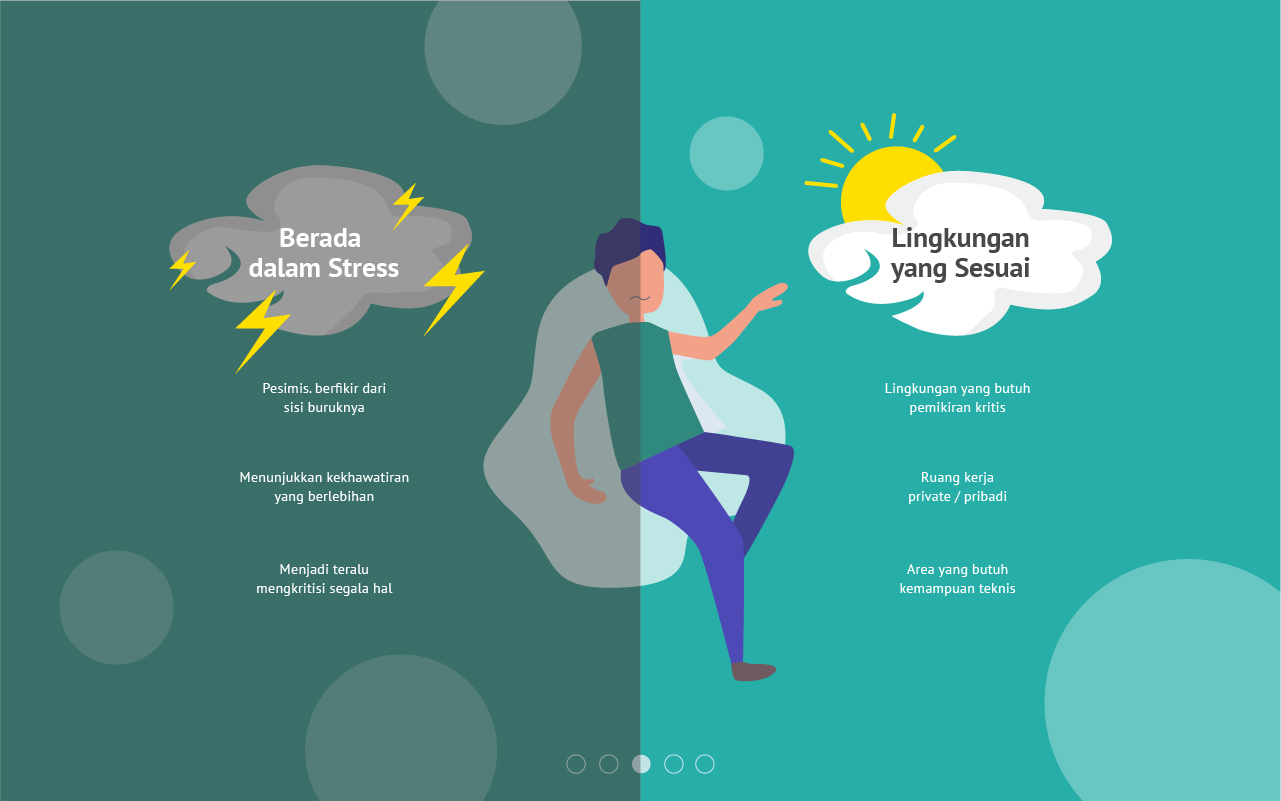 Berada
dalam Stress
Pesimis. berfikir dari
sisi buruknya
Menunjukkan kekhawatiran
yang berlebihan
Menjadi teralu
mengkritisi segala hal
Lingkungan
yang Sesuai
Lingkungan yang butuh
pemikiran kritis
Ruang kerja
private / pribadi
Area yang butuh
kemampuan teknis